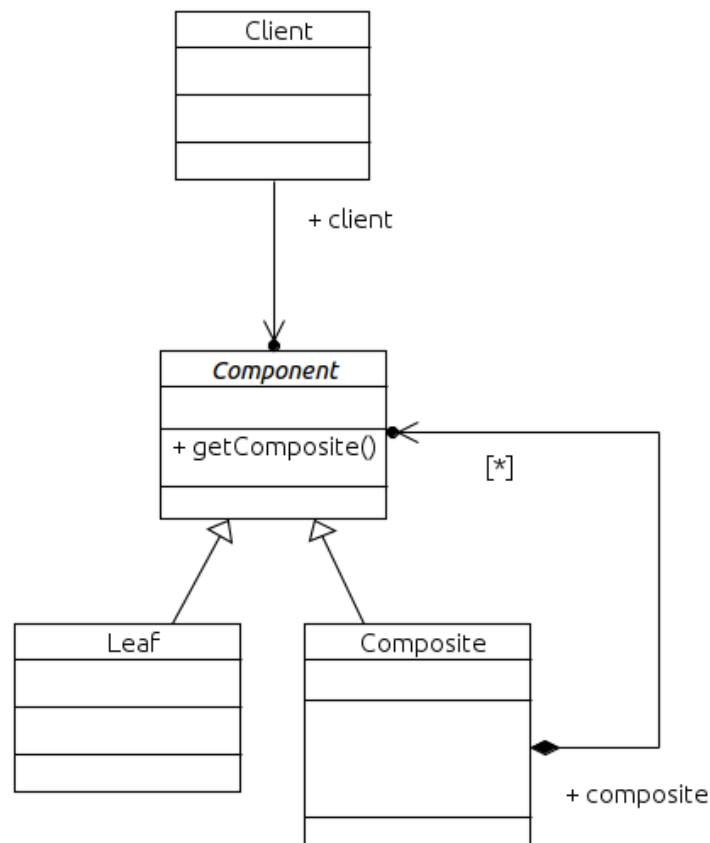 Client
+ client
Component
+ getComposite()
[*]
Leaf
Composite
+ composite